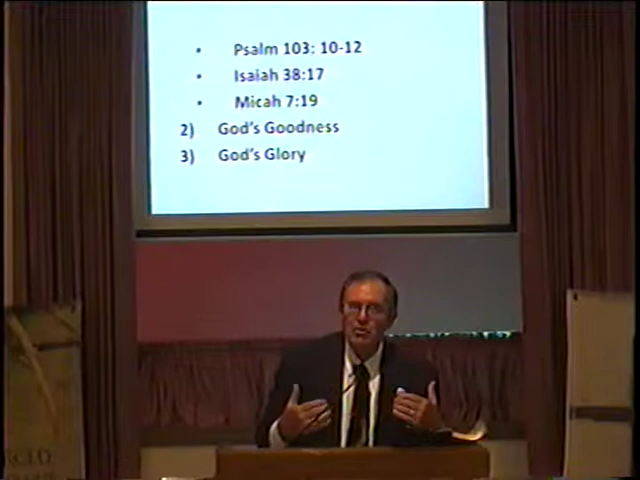 • Psalm 103: 10-12
• Isaiah 38:17
• Micah 7:19
2) God's Goodness
3) God's Glory